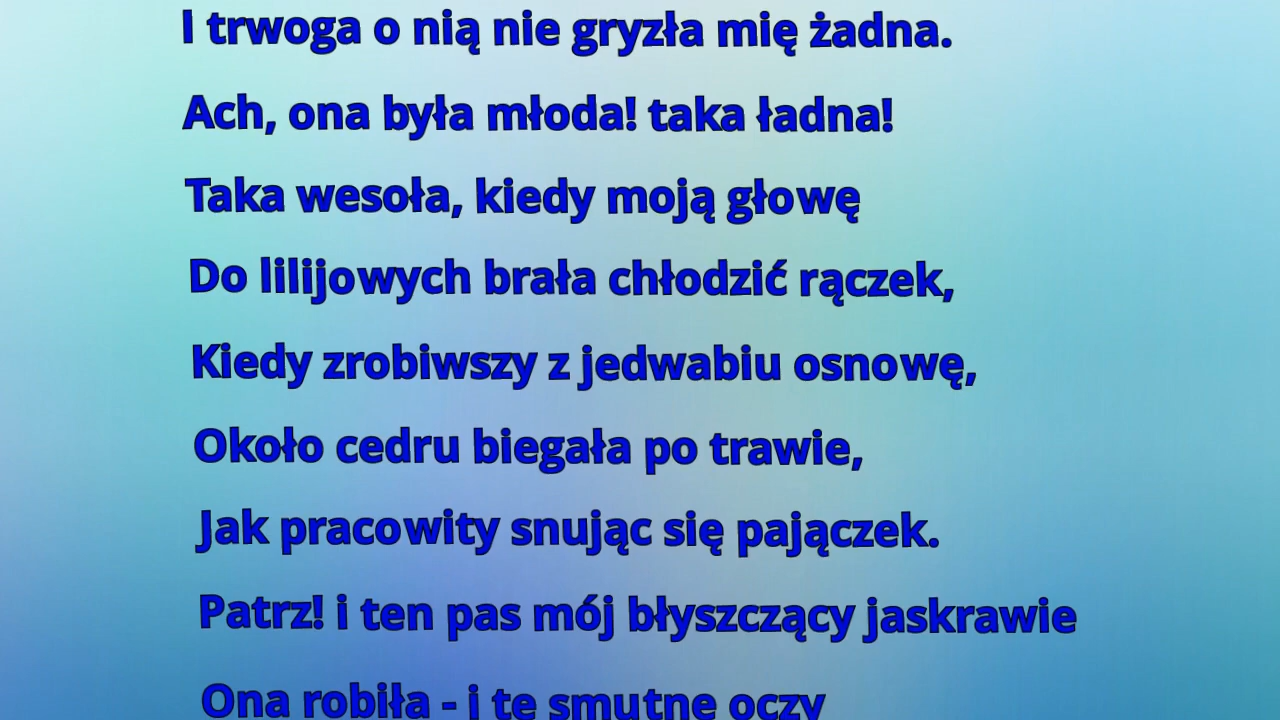 I trwoga o nią nie gryzła mię żadna.
Ach, ona była młoda! taka ładna!
Taka wesoła, kiedy moją głowę
Do lilijowych brała chłodzić rączek,
Kiedy zrobiwszy z jedwabiu osnowę,
Około cedru biegała po trawie,
Jak pracowity snując się pajączek.
Patrz! i ten pas mój błyszczący jaskrawie
Ona robiła - i te smutne oczy